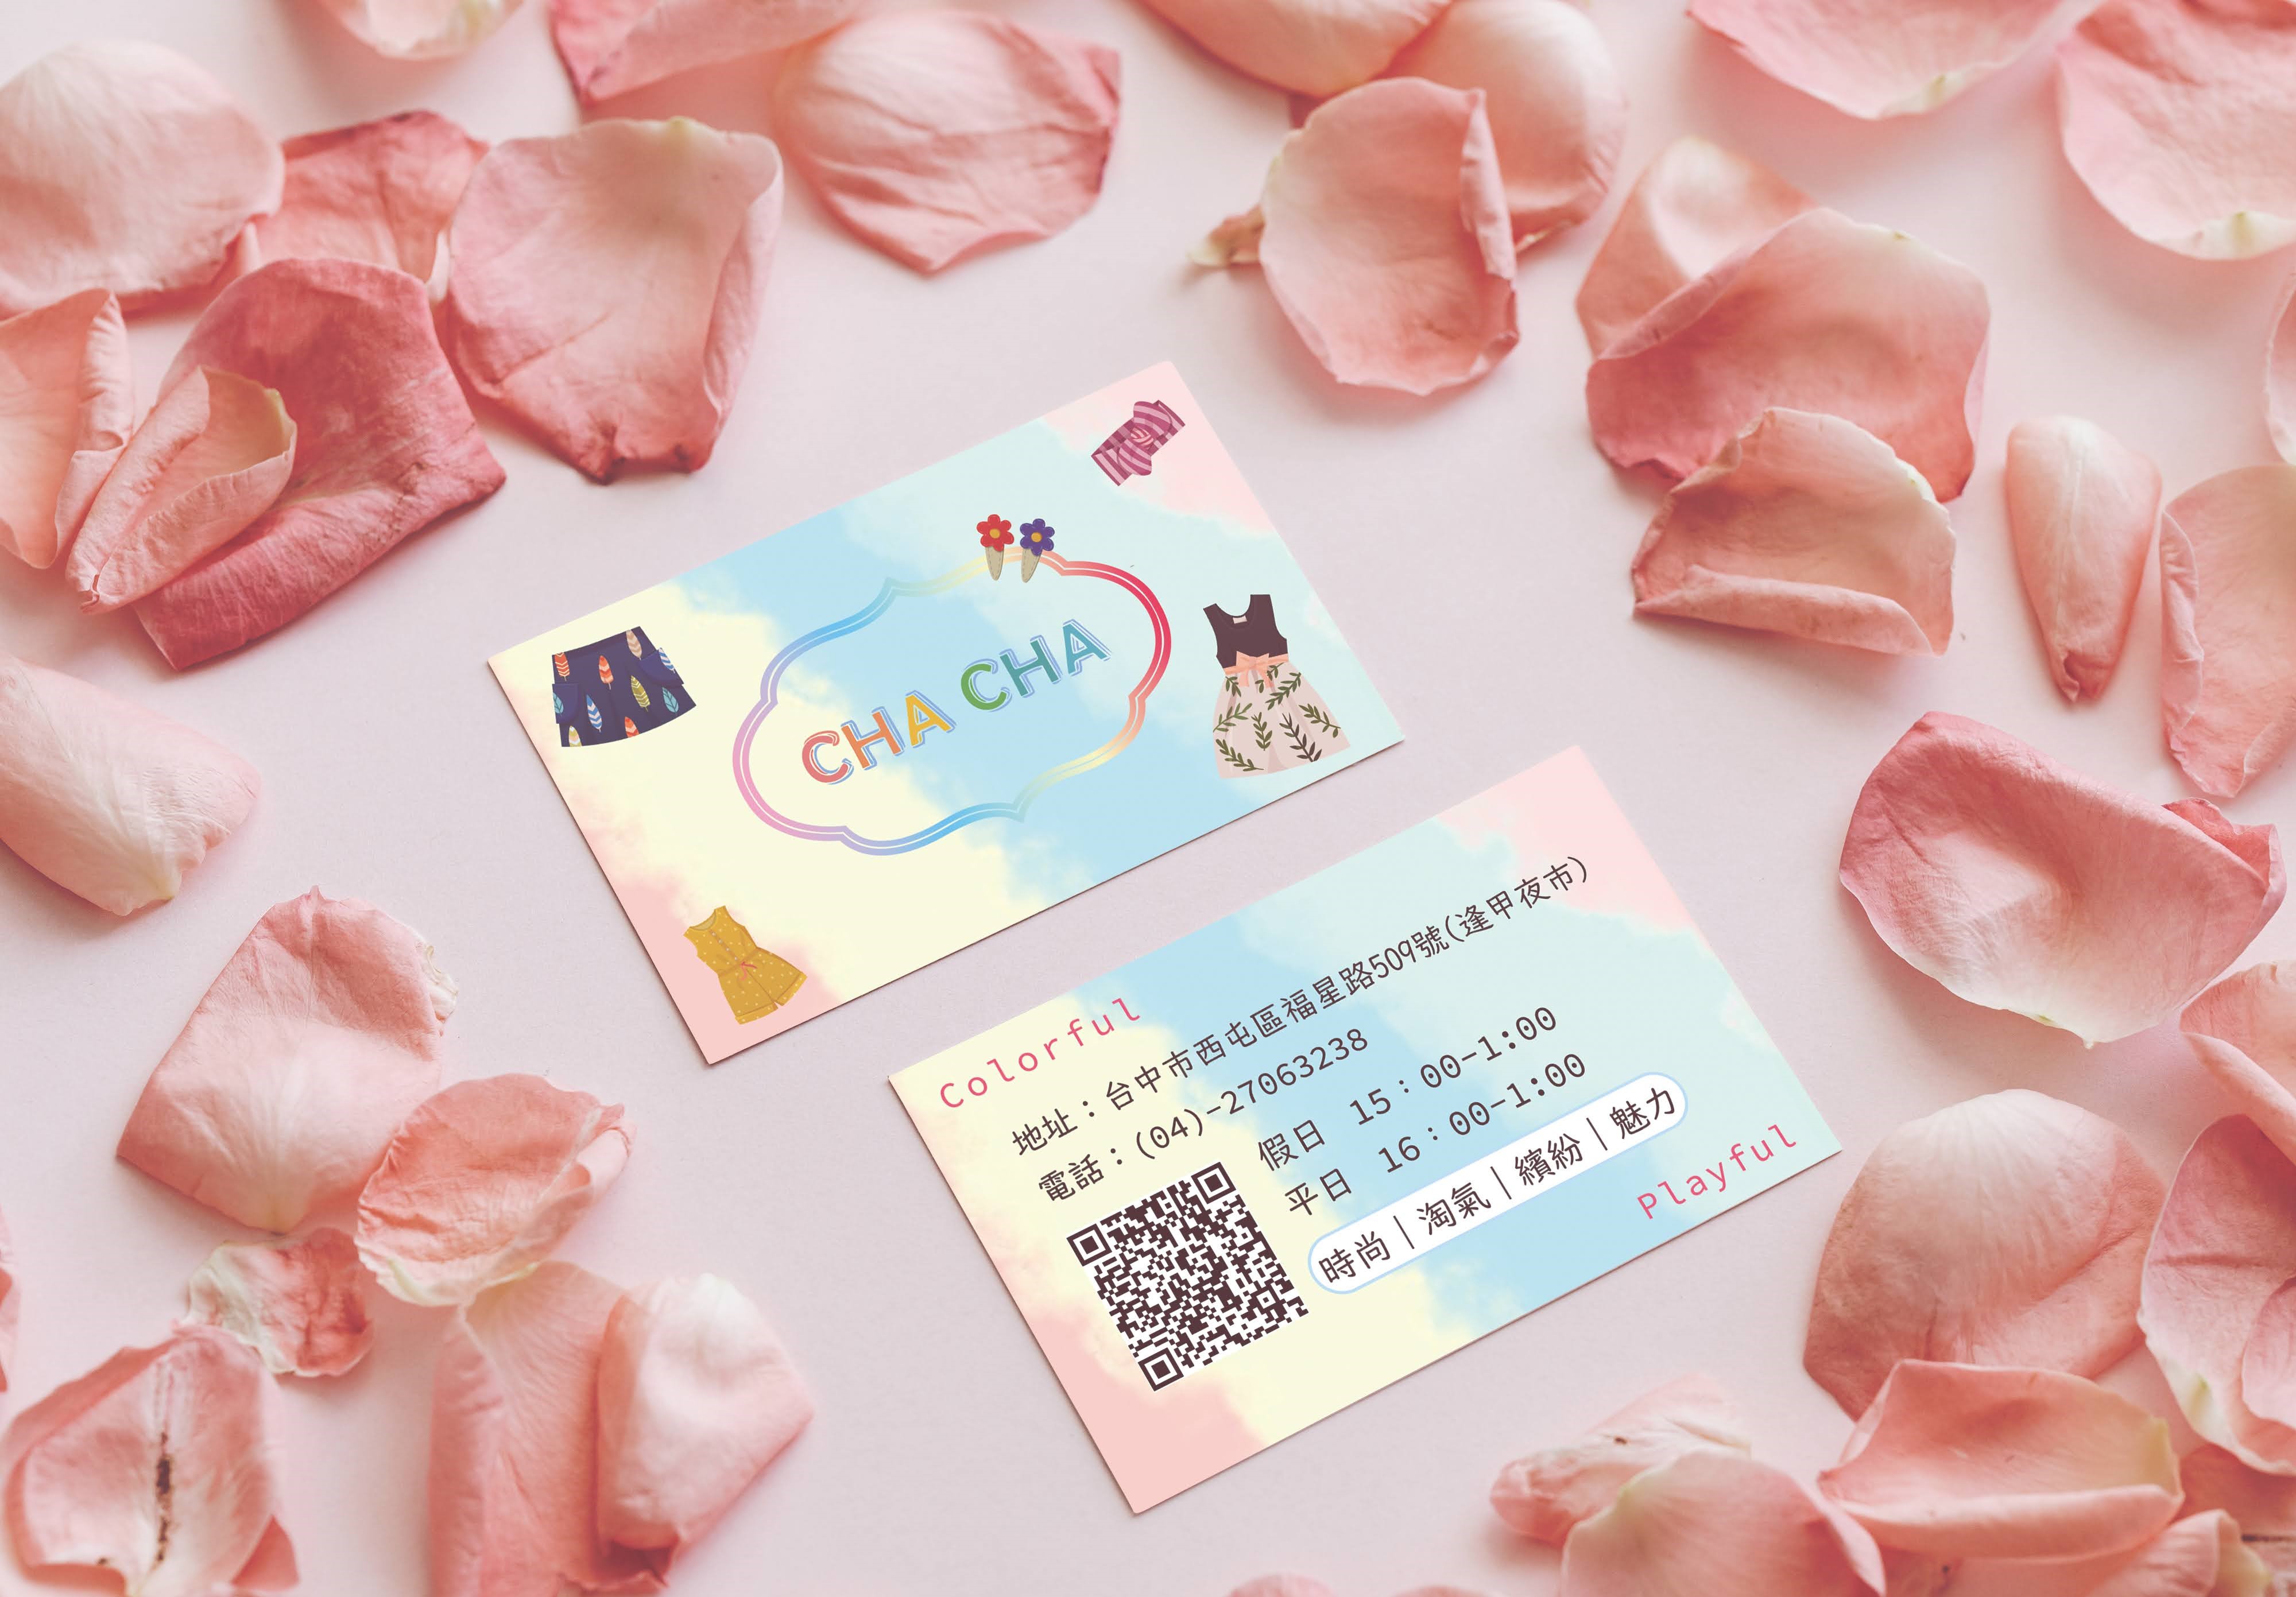 CHA CHA
Colorful
地址：台中市西屯區福星路509號(逢甲夜市)
電話：(04)-27063238
假日 15：00-1:00
平日 16：00-1:00
時尚｜淘氣｜繽紛｜魅力
Playful